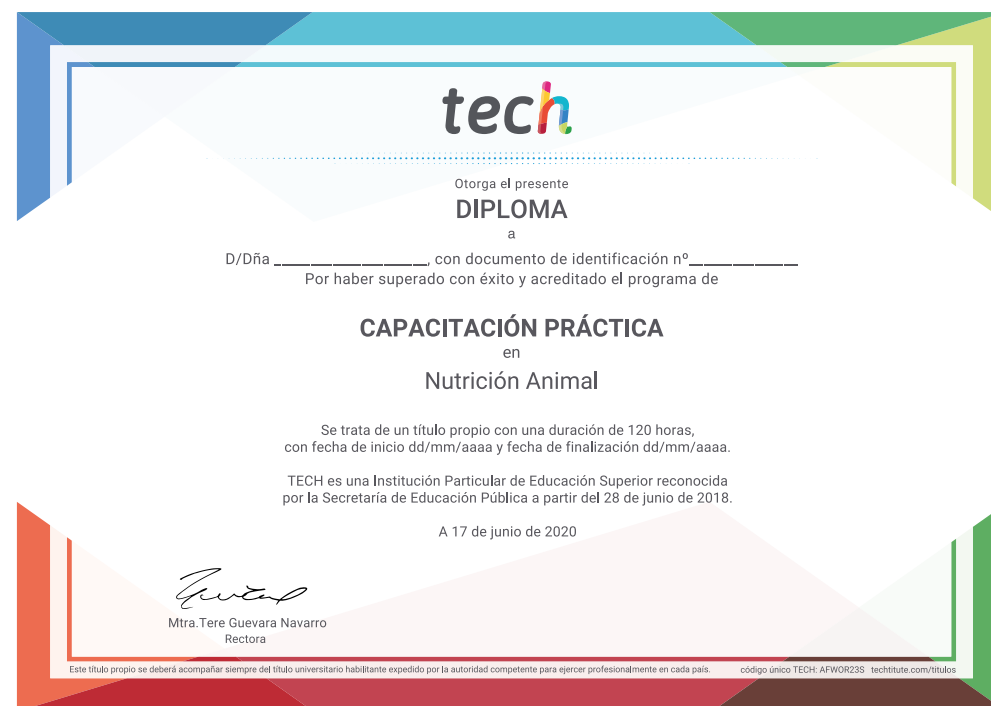 tech
Otorga el presente
DIPLOMA
a
D/Dña ___________________, con documento de identificación nº_____________
Por haber superado con éxito y acreditado el programa de
CAPACITACIÓN PRÁCTICA
en
Nutrición Animal
Se trata de un título propio con una duración de 120 horas,
con fecha de inicio dd/mm/aaaa y fecha de finalización dd/mm/aaaa.
TECH es una Institución Particular de Educación Superior reconocida
por la Secretaría de Educación Pública a partir del 28 de junio de 2018.
A 17 de junio de 2020
Mtra.Tere Guevara Navarro
Rectora
Este título propio se deberá acompañar siempre del título universitario habilitante expedido por la autoridad competente para ejercer profesionalmente en cada país. código único TECH: AFWOR23S techtitute.com/titulos